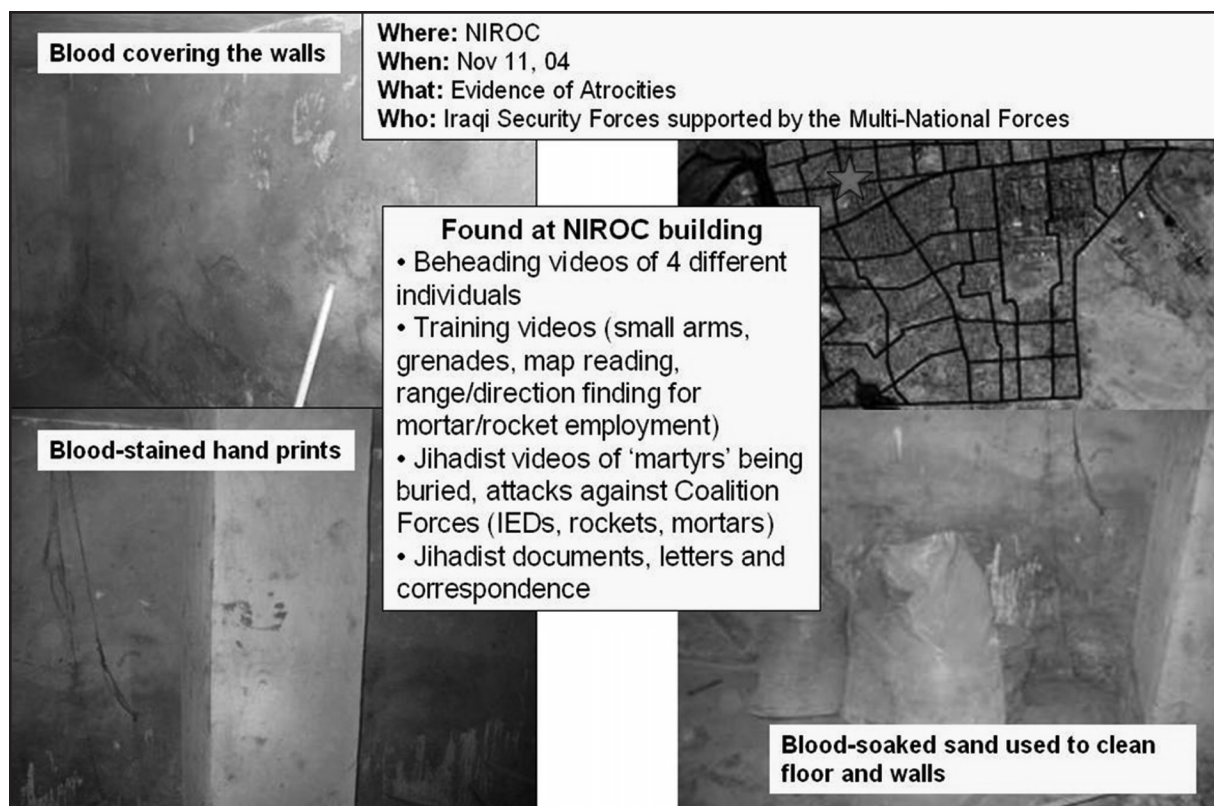 Blood covering the walls
Where: NIROC
When: Nov 11, 04
What: Evidence of Atrocities
Who: Iraqi Security Forces supported by the Multi-National Forces
Found at NIROC building
• Beheading videos of 4 different
individuals
• Training videos (small arms,
grenades, map reading,
range/direction finding for
mortar/rocket employment)
• Jihadist videos of ‘martyrs’ being
buried, attacks against Coalition
Forces (IEDs, rockets, mortars)
• Jihadist documents, letters and
correspondence
Blood-stained hand prints
Blood-soaked sand used to clean
floor and walls